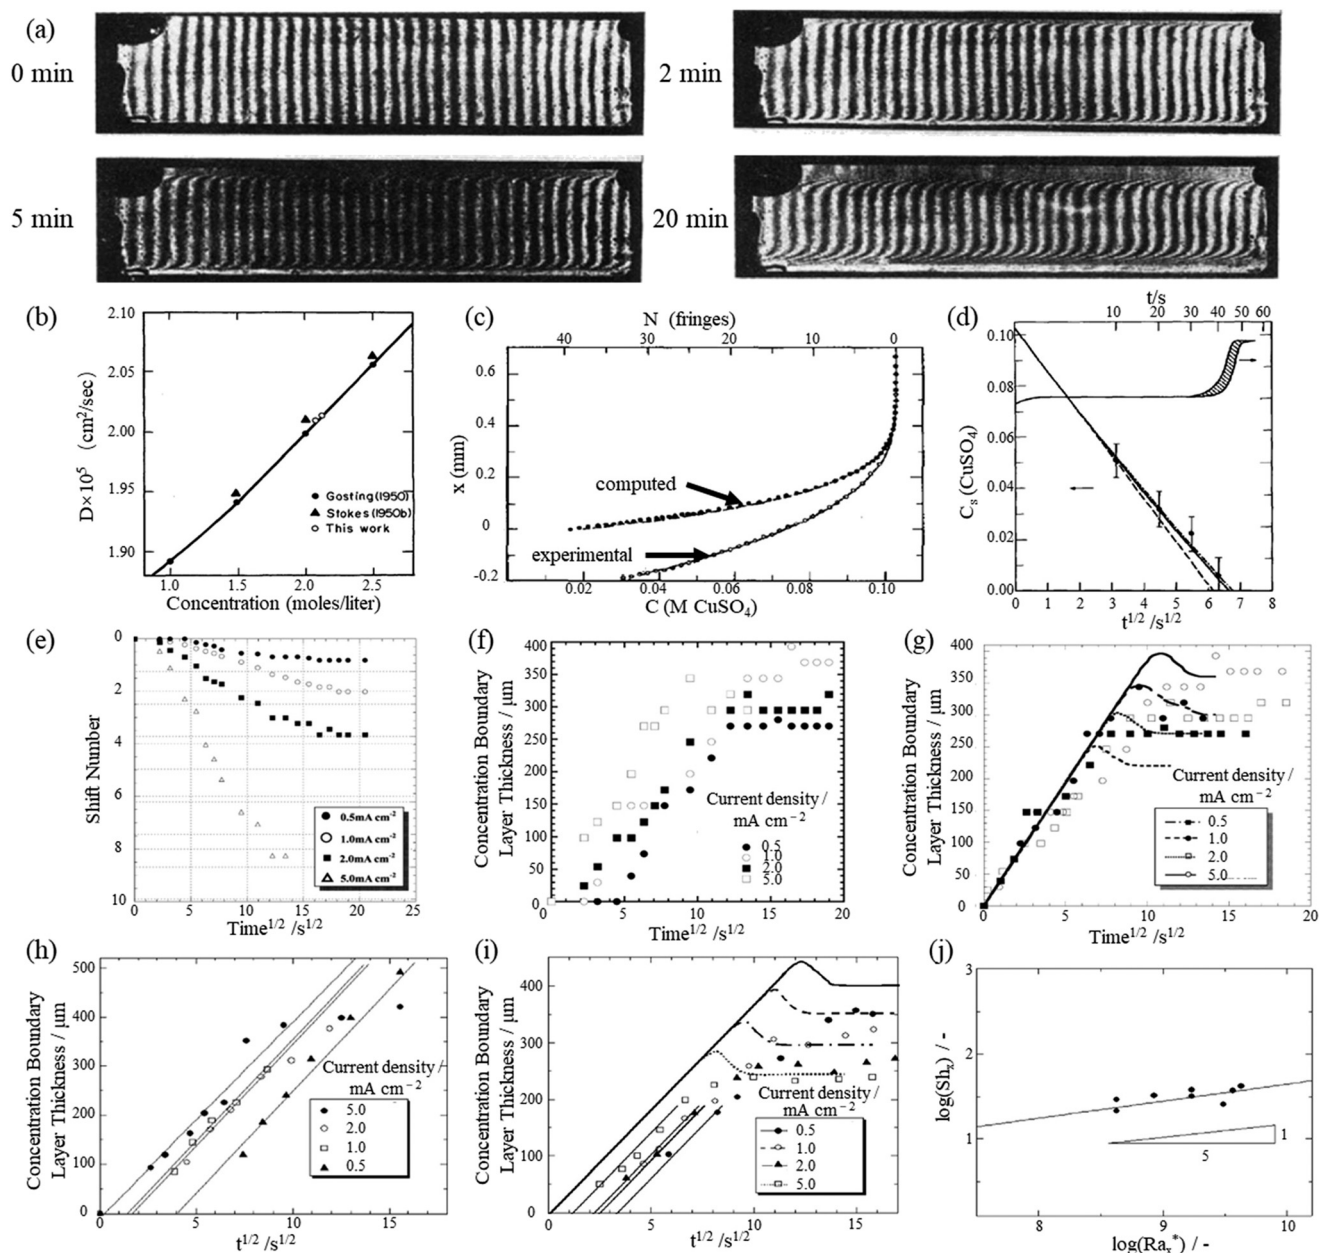 (a)
0 min
2 min
5 min
20 min
(b)
2.10
2.05
2.00
1.95
1.90
D×10⁵ (cm²/sec)
● Gosting(1950)
▲ Stokes(1950b)
○ This work
1.0 1.5 2.0 2.5
Concentration (moles/liter)
(c)
N (fringes)
40 30 20 10 0
0.6
0.4
0.2
0
-0.2
x (mm)
computed
experimental
0.02 0.04 0.06 0.08 0.10
C (M CuSO₄)
(d)
t/s
10 20 30 40 50 60
0.10
0.08
0.06
0.04
0.02
0.00
Cₛ (CuSO₄)
0 1 2 3 4 5 6 7 8
t^1/2 /s^1/2
(e)
0
2
4
6
8
10
Shift Number
0.5mA cm⁻²
1.0mA cm⁻²
2.0mA cm⁻²
5.0mA cm⁻²
0 5 10 15 20 25
Time^1/2 /s^1/2
(f)
400
350
300
250
200
150
100
50
0
Concentration Boundary
Layer Thickness / μm
Current density /
mA cm⁻²
0.5
1.0
2.0
5.0
0 5 10 15 20
Time^1/2 /s^1/2
(g)
400
350
300
250
200
150
100
50
0
Concentration Boundary
Layer Thickness / μm
Current density /
mA cm⁻²
0.5
1.0
2.0
5.0
0 5 10 15 20
Time^1/2 /s^1/2
(h)
500
400
300
200
100
0
Concentration Boundary
Layer Thickness / μm
Current density /
mA cm⁻²
5.0
2.0
1.0
0.5
0 5 10 15
t^1/2 /s^1/2
(i)
400
300
200
100
0
Concentration Boundary
Layer Thickness / μm
Current density /
mA cm⁻²
0.5
1.0
2.0
5.0
0 5 10 15
t^1/2 /s^1/2
(j)
3
2
1
log(Shₓ) / -
1
5
8 9 10
log(Raₓ*) / -